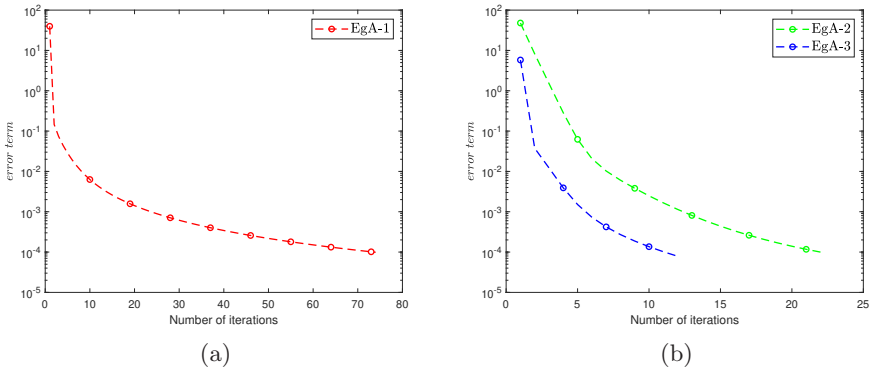 10^2
10^1
10^0
10^-1
10^-2
10^-3
10^-4
10^-5
error term
0 10 20 30 40 50 60 70 80
Number of iterations
EgA-1
(a)
10^2
10^1
10^0
10^-1
10^-2
10^-3
10^-4
10^-5
error term
0 5 10 15 20 25
Number of iterations
EgA-2
EgA-3
(b)